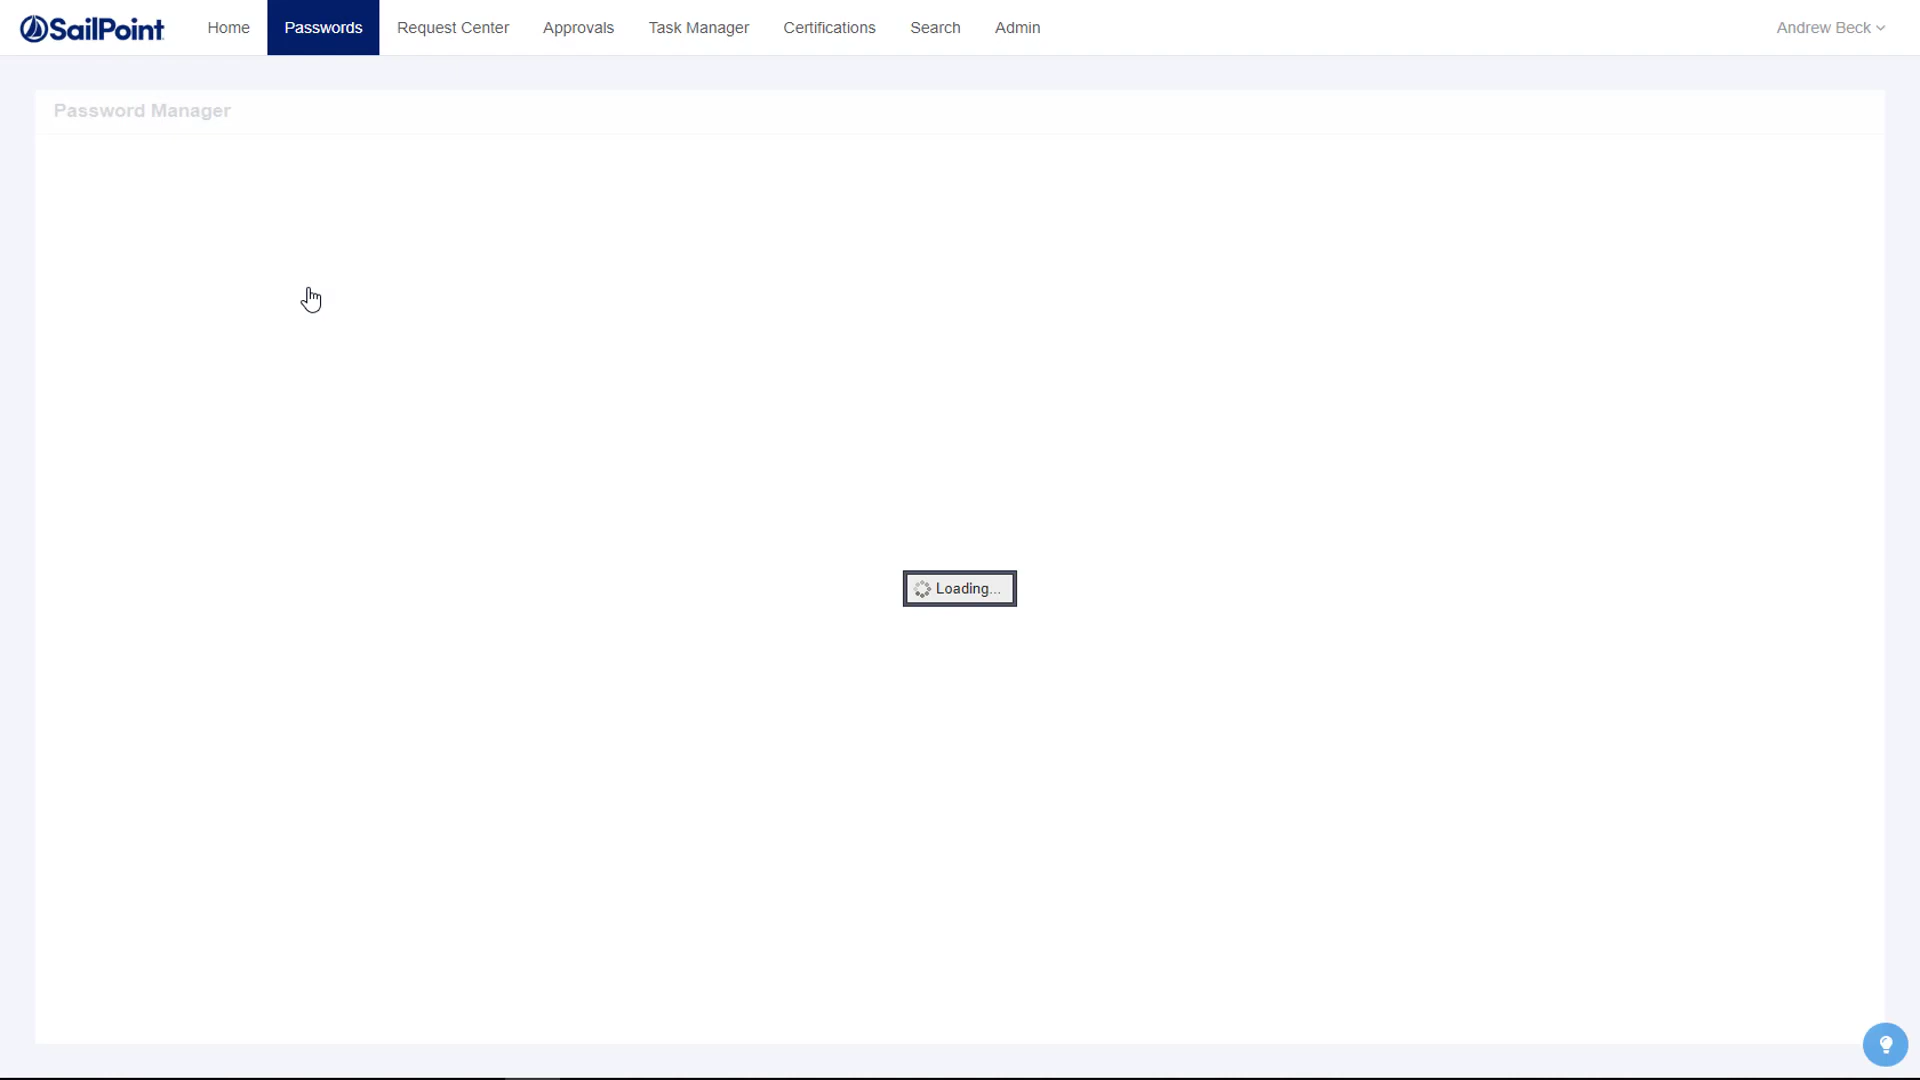 SailPoint
Home Passwords Request Center Approvals Task Manager Certifications Search Admin Andrew Beck
Password Manager
Loading...